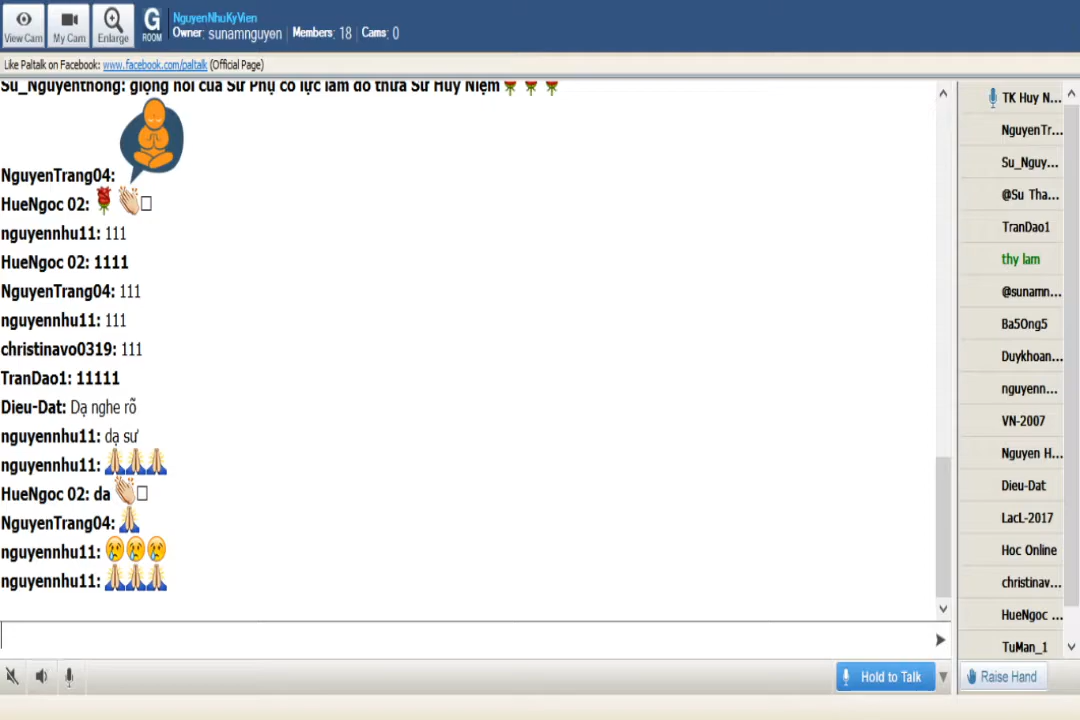 View Cam
My Cam
Enlarge
G
ROOM
NguyenNhuKyVien
Owner: sunamnguyen
Members: 18
Cams: 0
Like Paltalk on Facebook: www.facebook.com/paltalk (Official Page)
Su_Nguyenthong: giọng nói của Sư Phụ có lực lắm đó thưa Sư Huy Niệm
NguyenTrang04:
HueNgoc 02:
nguyennhu11: 111
HueNgoc 02: 1111
NguyenTrang04: 111
nguyennhu11: 111
christinavo0319: 111
TranDao1: 11111
Dieu-Dat: Dạ nghe rõ
nguyennhu11: dạ sư
nguyennhu11:
HueNgoc 02: da
NguyenTrang04:
nguyennhu11:
nguyennhu11:
TK Huy N...
NguyenTr...
Su_Nguy...
@Su Tha...
TranDao1
thy lam
@sunamn...
Ba5Ong5
Duykhoan...
nguyenn...
VN-2007
Nguyen H...
Dieu-Dat
LacL-2017
Hoc Online
christinav...
HueNgoc ...
TuMan_1
Hold to Talk
Raise Hand